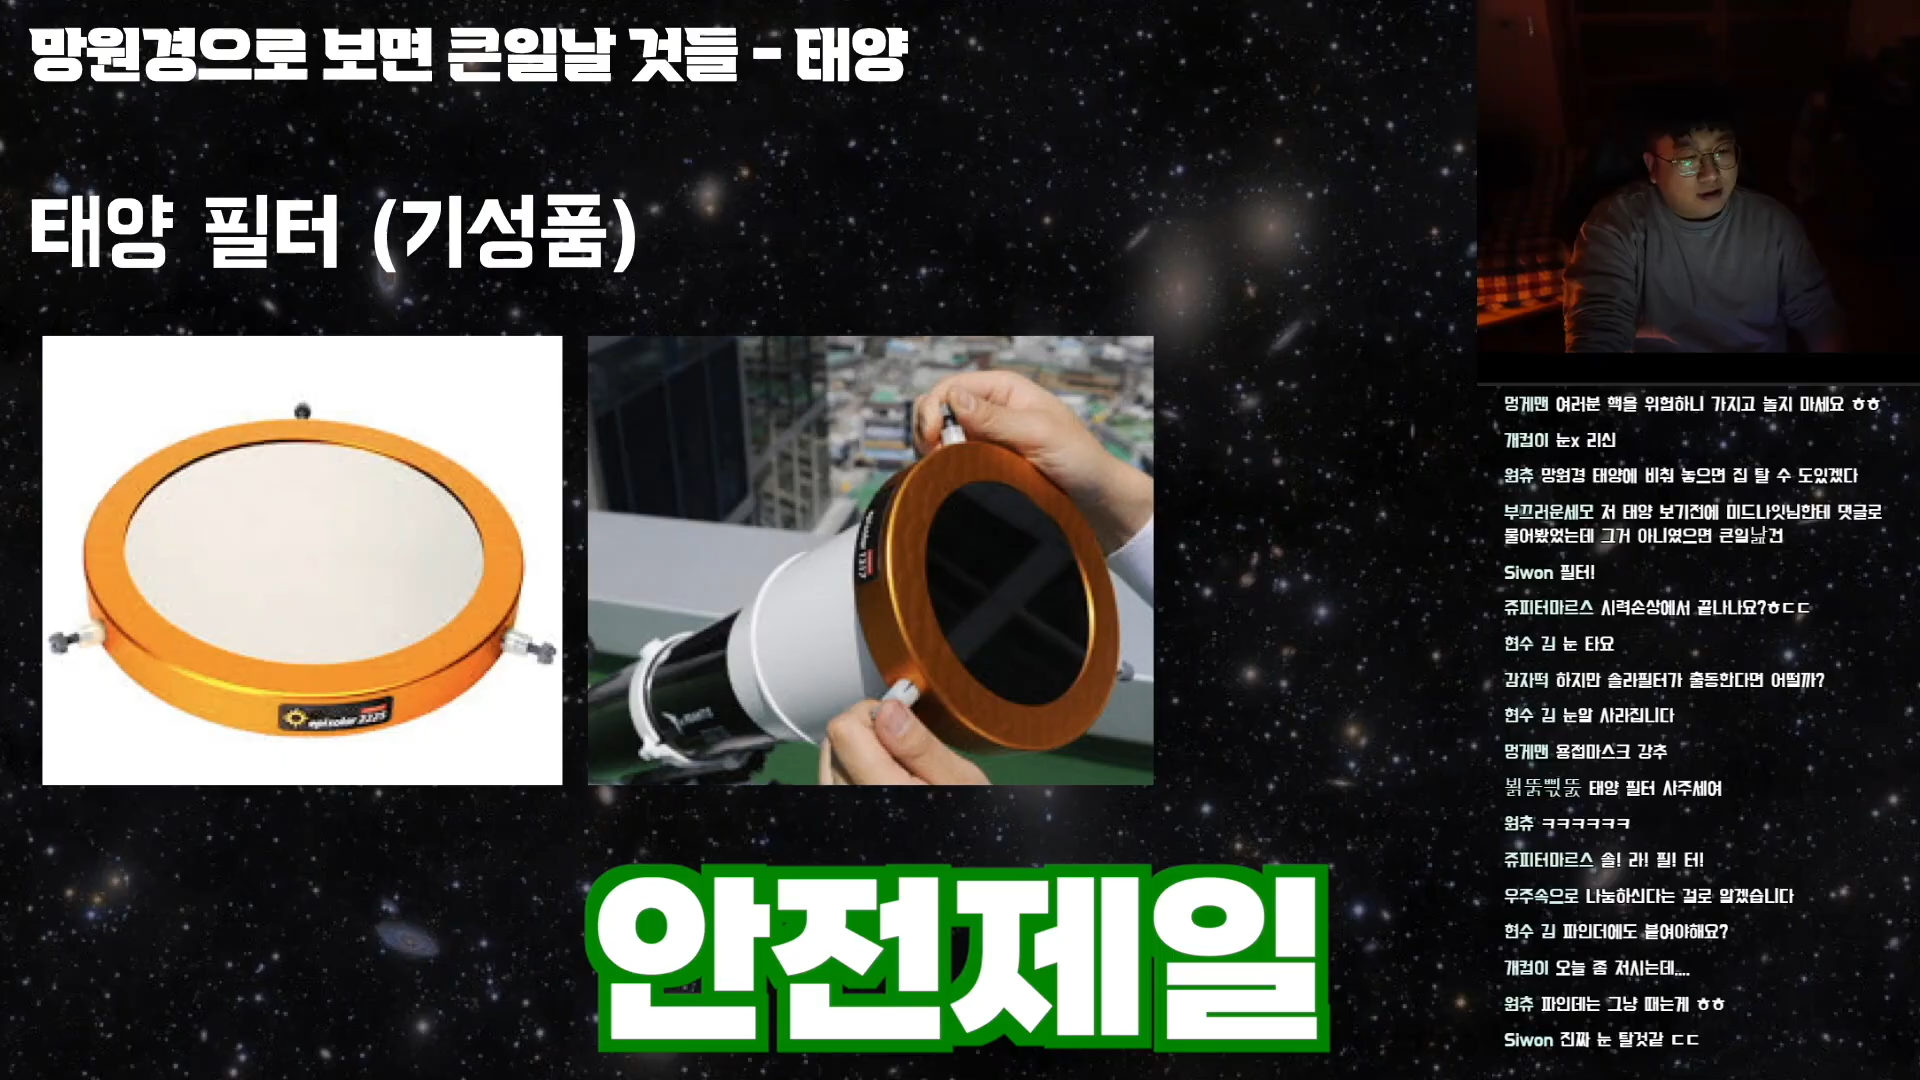 망원경으로 보면 큰일날 것들 - 태양
태양 필터 (기성품)
안전제일
멍게맨 여러분 핵을 위험하니 가지고 놀지 마세요 ㅎㅎ
개컴이 눈x 리신
원츄 망원경 태양에 비춰 놓으면 집 탈 수 도있겠다
부끄러운세모 저 태양 보기전에 미드나잇님한테 댓글로
물어봤었는데 그거 아니였으면 큰일낤건
Siwon 필터!
쥬피터마르스 시력손상에서 끝나나요?ㅎㄷㄷ
현수 김 눈 타요
감자떡 하지만 솔라필터가 출동한다면 어떨까?
현수 김 눈알 사라집니다
멍게맨 용접마스크 강추
태양 필터 사주세여
원츄 ㅋㅋㅋㅋㅋㅋ
쥬피터마르스 솔! 라! 필! 터!
우주속으로 나눔하신다는 걸로 알겠습니다
현수 김 파인더에도 붙여야해요?
개컴이 오늘 좀 저시는데....
원츄 파인데는 그냥 때는게 ㅎㅎ
Siwon 진짜 눈 탈것같 ㄷㄷ